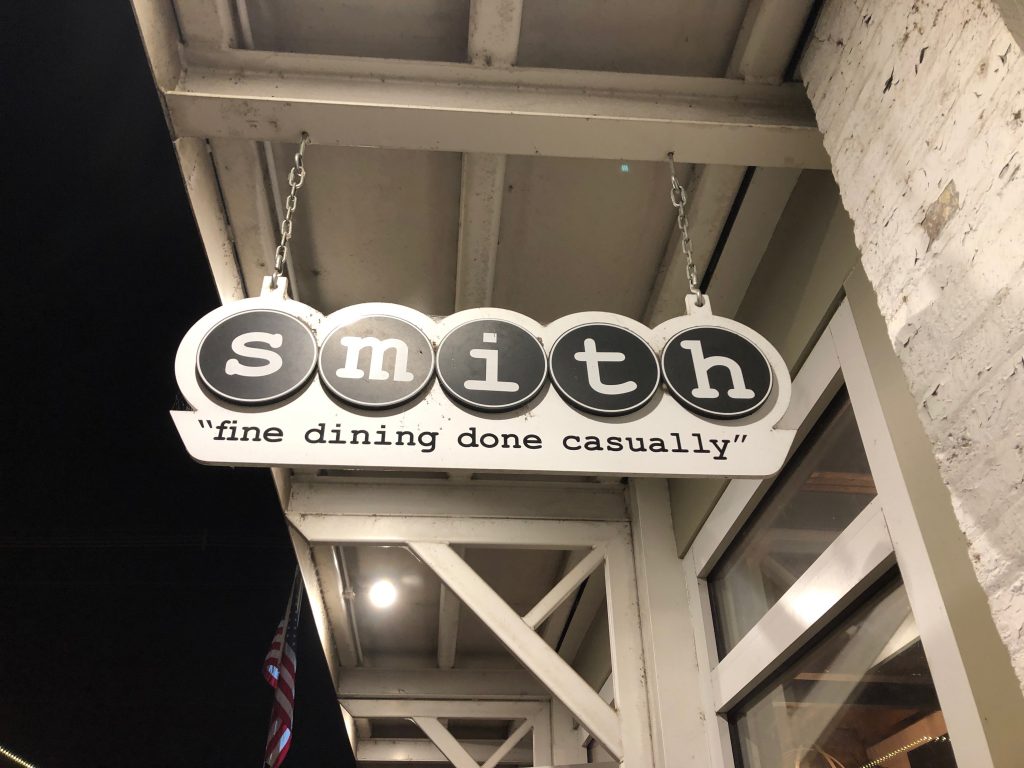 smith
"fine dining done casually"